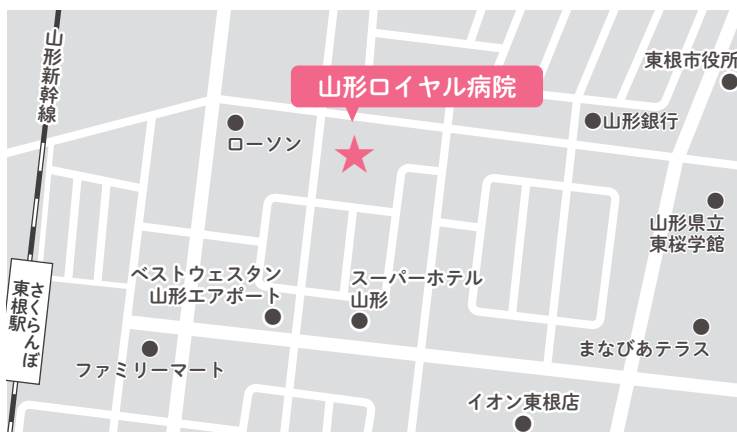 山形新幹線
東根市役所
山形ロイヤル病院
山形銀行
ローソン
山形県立
東桜学館
ベストウェスタン
山形エアポート
スーパーホテル
山形
さくらんぼ
東根駅
まなびあテラス
ファミリーマート
イオン東根店